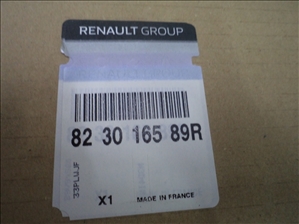 RENAULT GROUP
82 30 165 89R
33PLUJF
X1 MADE IN FRANCE